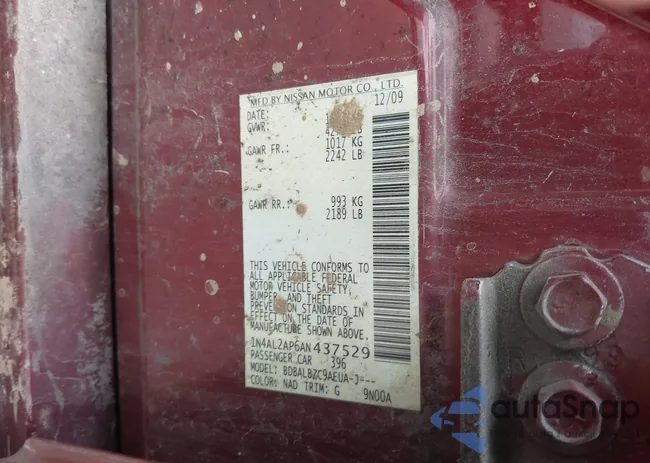 MFD BY NISSAN MOTOR CO., LTD.
DATE: 12/09
GVWR: LB
GAWR FR.: 1017 KG
2242 LB
GAWR RR.: 993 KG
2189 LB
THIS VEHICLE CONFORMS TO
ALL APPLICABLE FEDERAL
MOTOR VEHICLE SAFETY,
BUMPER, AND THEFT
PREVENTION STANDARDS IN
EFFECT ON THE DATE OF
MANUFACTURE SHOWN ABOVE.
1N4AL2AP6AN437529
PASSENGER CAR 396
MODEL: BDBALBZC9AEUA-J---
COLOR: NAD TRIM: G 9N00A
autoSnap